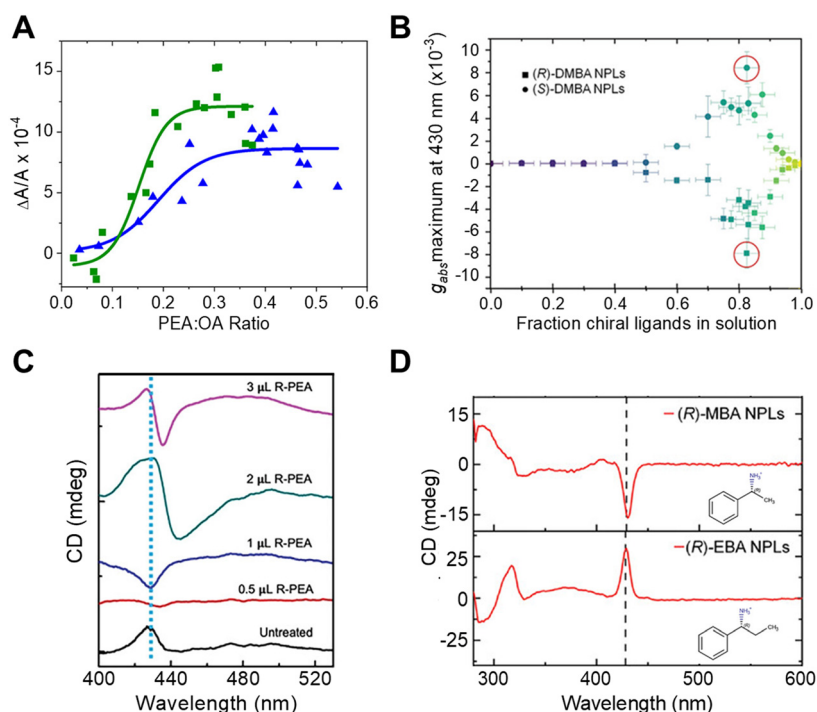 A
ΔA/A x 10⁻⁴
15
10
5
0
0.0 0.1 0.2 0.3 0.4 0.5 0.6
PEA:OA Ratio
B
g_abs maximum at 430 nm (x10⁻³)
10
8
6
4
2
0
-2
-4
-6
-8
-10
(R)-DMBA NPLs
(S)-DMBA NPLs
0.0 0.2 0.4 0.6 0.8 1.0
Fraction chiral ligands in solution
C
CD (mdeg)
3 μL R-PEA
2 μL R-PEA
1 μL R-PEA
0.5 μL R-PEA
Untreated
400 440 480 520
Wavelength (nm)
D
CD (mdeg)
15
0
-15
(R)-MBA NPLs
NH₃⁺
(R)
CH₃
25
0
-25
(R)-EBA NPLs
NH₃⁺
(R)
CH₃
300 400 500 600
Wavelength (nm)